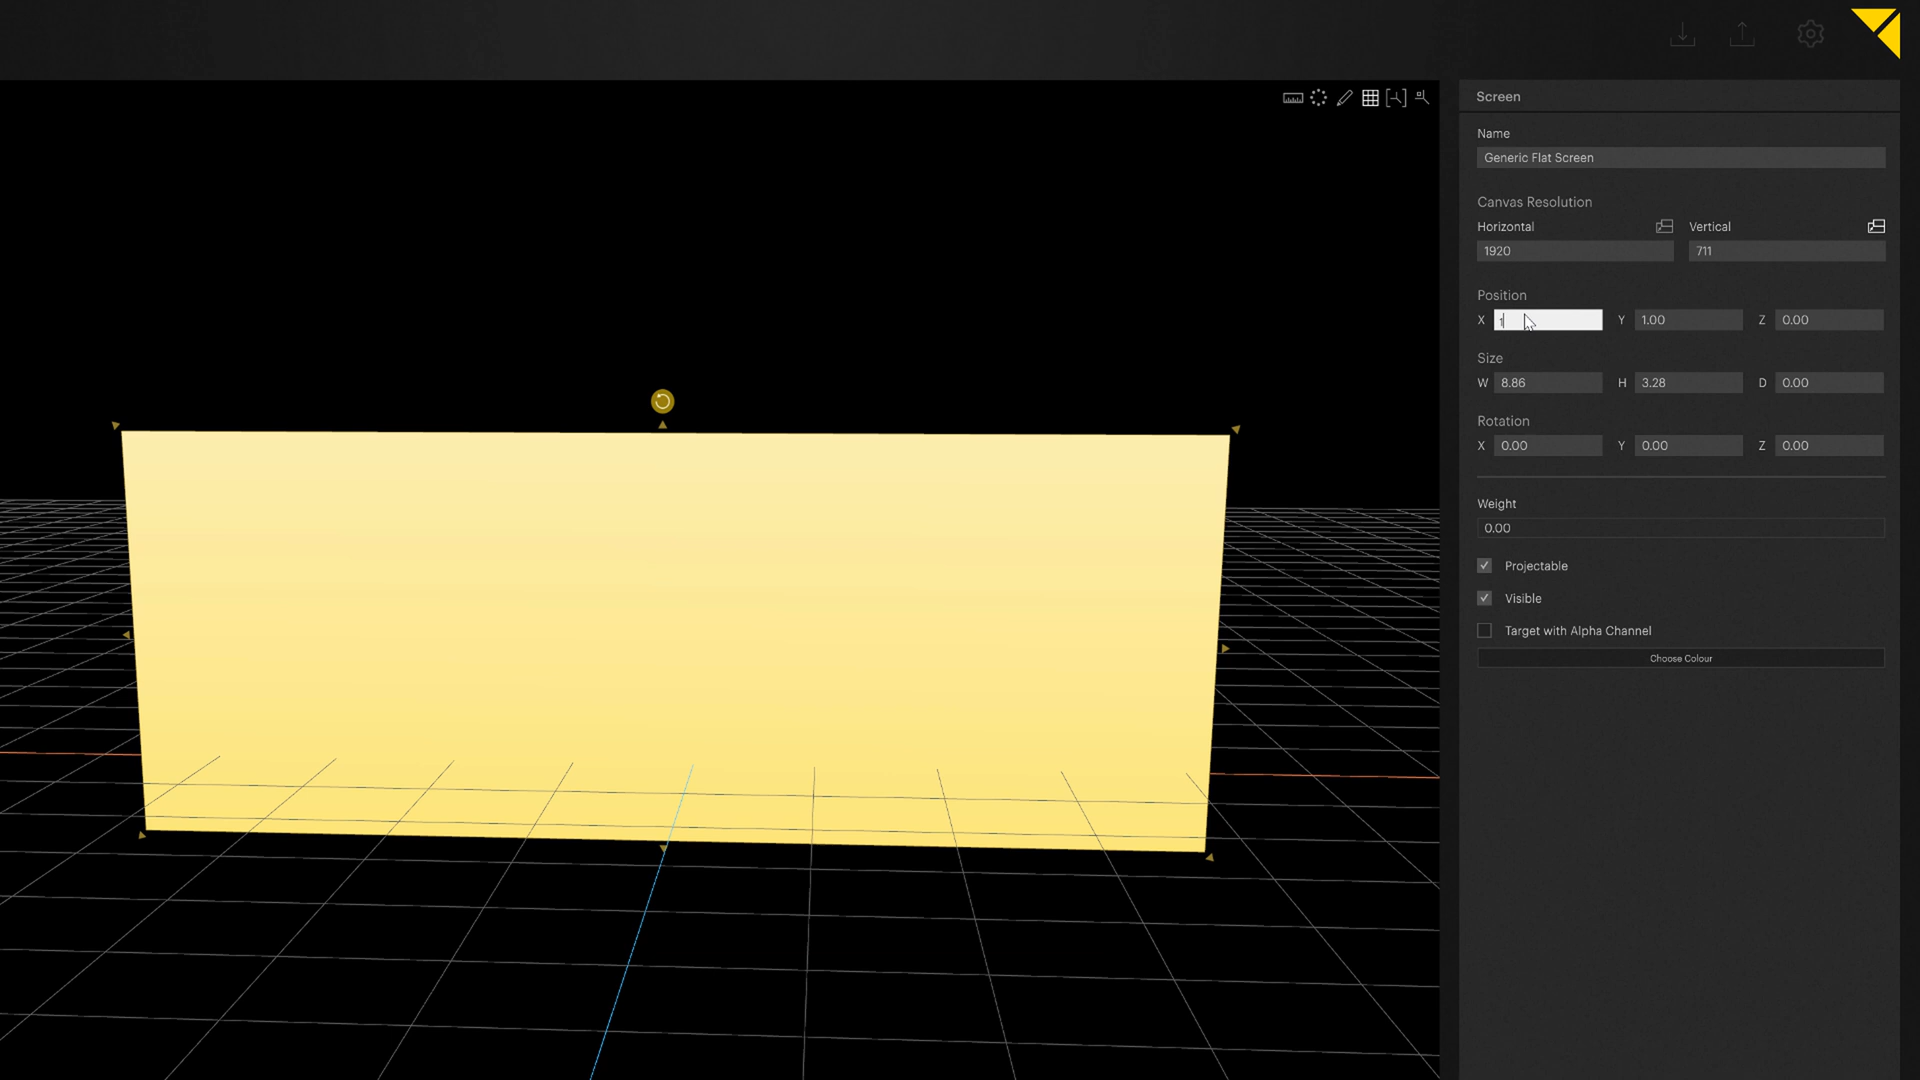 Screen
Name
Generic Flat Screen
Canvas Resolution
Horizontal Vertical
1920 711
Position
X 1 Y 1.00 Z 0.00
Size
W 8.86 H 3.28 D 0.00
Rotation
X 0.00 Y 0.00 Z 0.00
Weight
0.00
Projectable
Visible
Target with Alpha Channel
Choose Colour